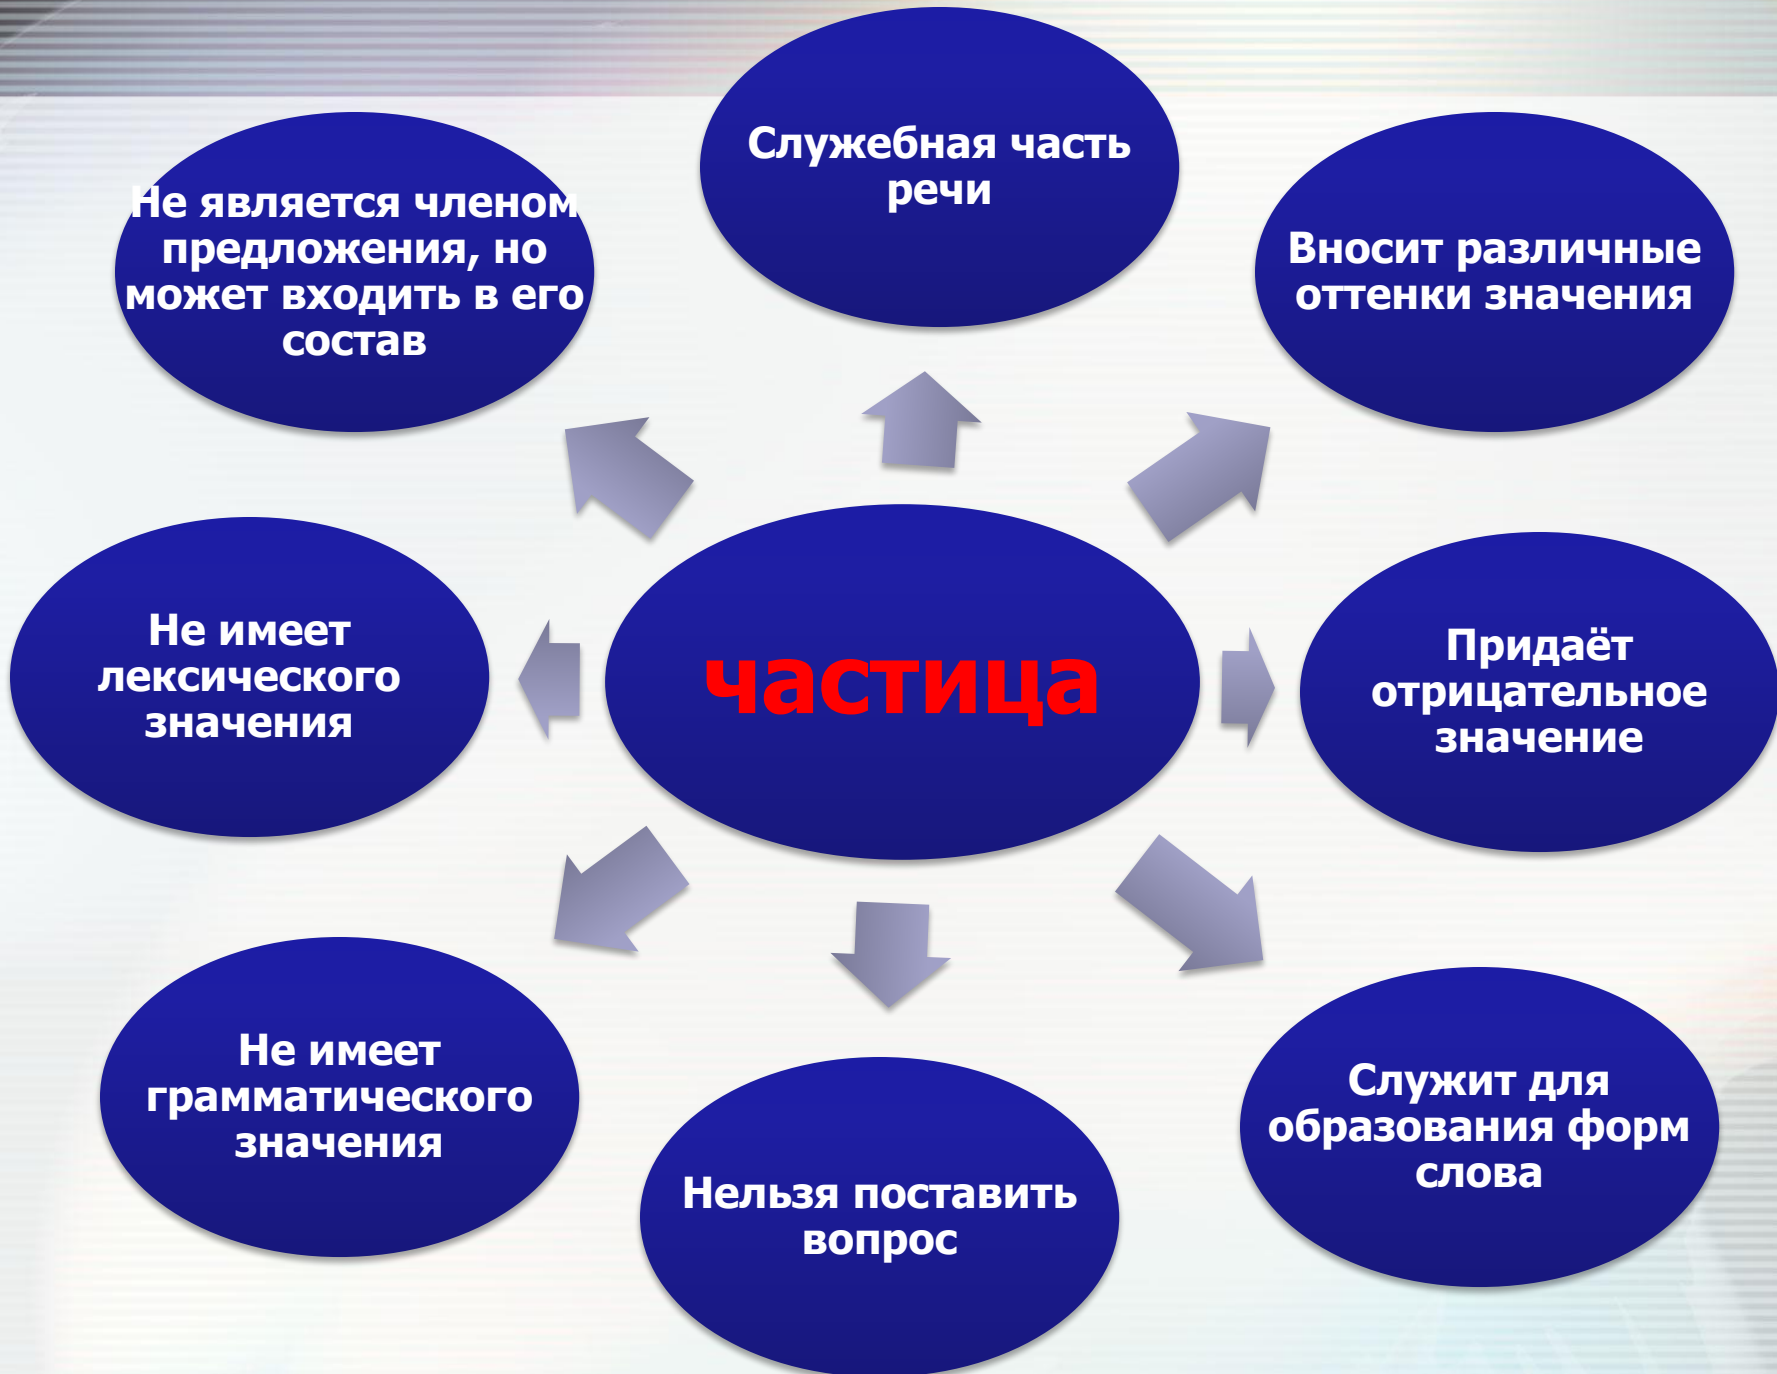 Служебная часть
речи
Не является членом
предложения, но
может входить в его
состав
Вносит различные
оттенки значения
Не имеет
лексического
значения
частица
Придаёт
отрицательное
значение
Не имеет
грамматического
значения
Нельзя поставить
вопрос
Служит для
образования форм
слова